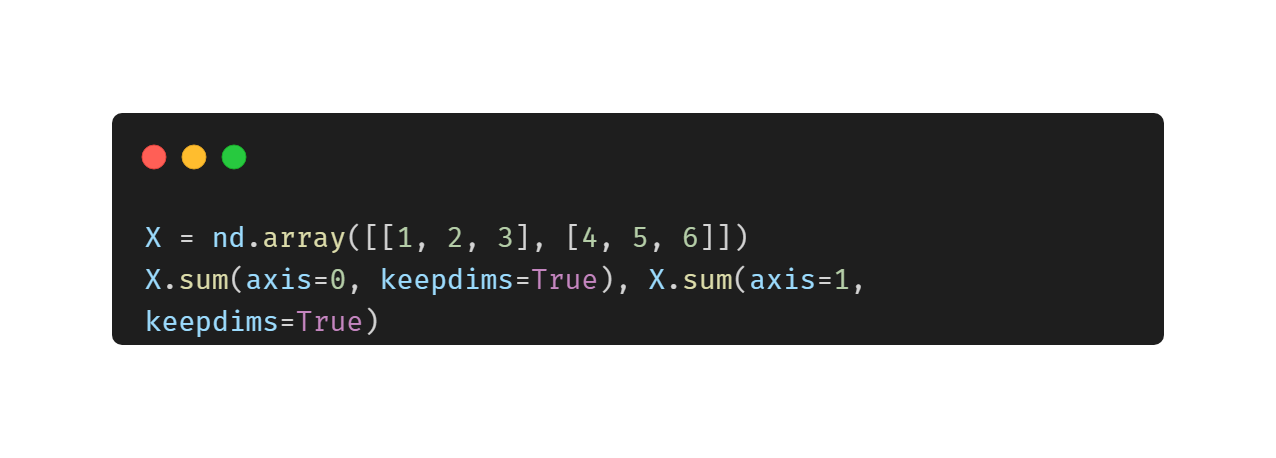 X = nd.array([[1, 2, 3], [4, 5, 6]])
X.sum(axis=0, keepdims=True), X.sum(axis=1,
keepdims=True)